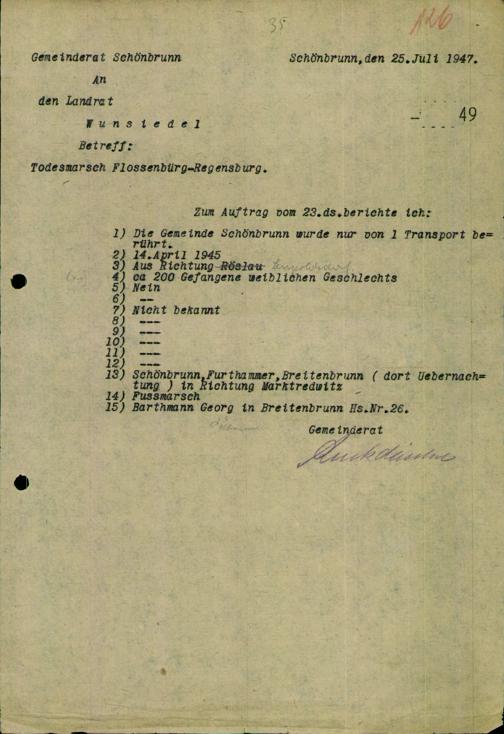 35
126
Gemeinderat Schönbrunn
Schönbrunn,den 25.Juli 1947.
An
den Landrat
— 49
W u n s i e d e l
Betreff:
Todesmarsch Flossenbürg-Regensburg.
Zum Auftrag vom 23.ds.berichte ich:
1) Die Gemeinde Schönbrunn wurde nur von 1 Transport be=
rührt.
2) 14.April 1945
3) Aus Richtung Röslau
4) ca 200 Gefangene weiblichen Geschlechts
5) Nein
6) --
7) Nicht bekannt
8) ---
9) ---
10) ---
11) ---
12) ---
13) Schönbrunn,Furthammer,Breitenbrunn ( dort Uebernach=
tung ) in Richtung Marktredwitz
14) Fussmarsch
15) Barthmann Georg in Breitenbrunn Hs.Nr.26.
Gemeinderat